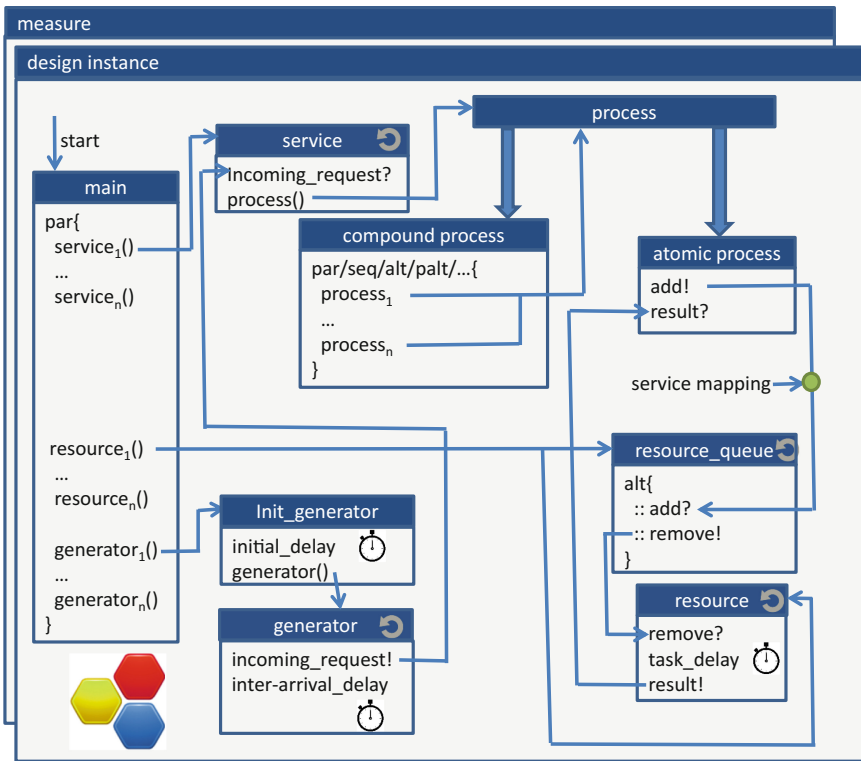 measure
design instance
start
main
par{
service₁()
...
serviceₙ()
resource₁()
...
resourceₙ()
generator₁()
...
generatorₙ()
}
service
Incoming_request?
process()
process
compound process
par/seq/alt/palt/...{
process₁
...
processₙ
}
atomic process
add!
result?
service mapping
resource_queue
alt{
:: add?
:: remove!
}
Init_generator
initial_delay
generator()
generator
incoming_request!
inter-arrival_delay
resource
remove?
task_delay
result!